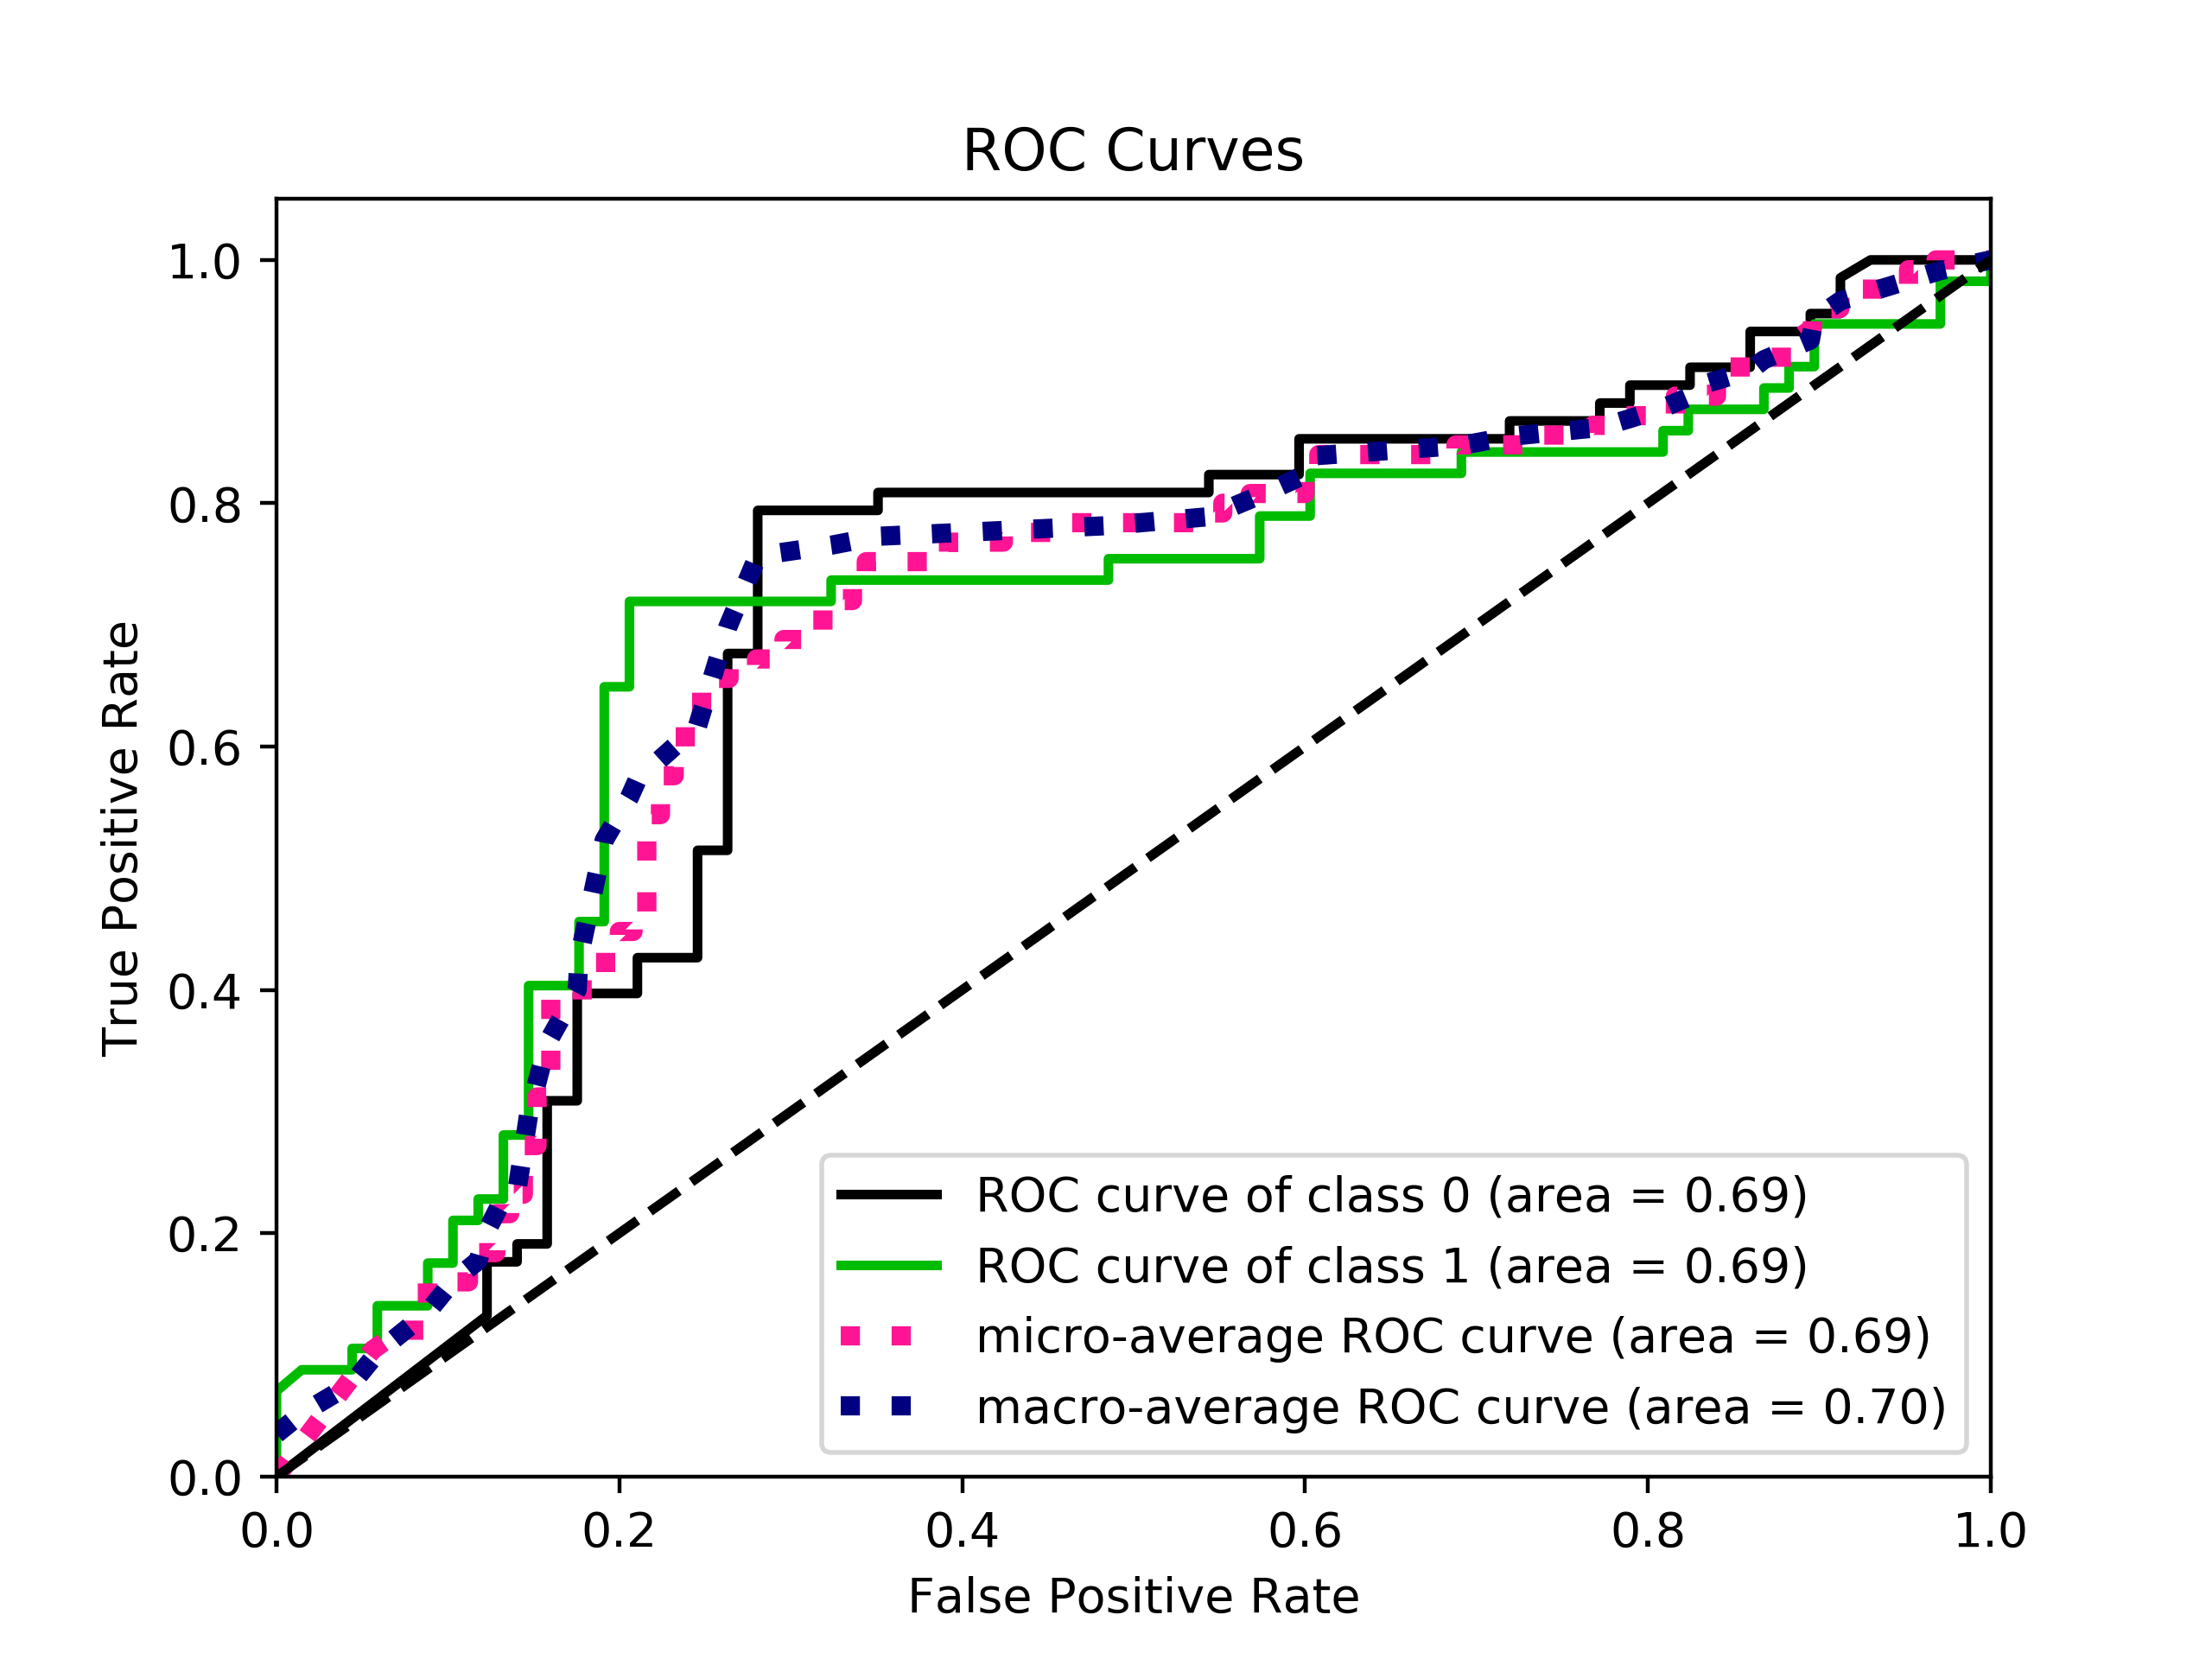 ROC Curves
True Positive Rate
1.0
0.8
0.6
0.4
0.2
0.0
ROC curve of class 0 (area = 0.69)
ROC curve of class 1 (area = 0.69)
micro-average ROC curve (area = 0.69)
macro-average ROC curve (area = 0.70)
0.0 0.2 0.4 0.6 0.8 1.0
False Positive Rate